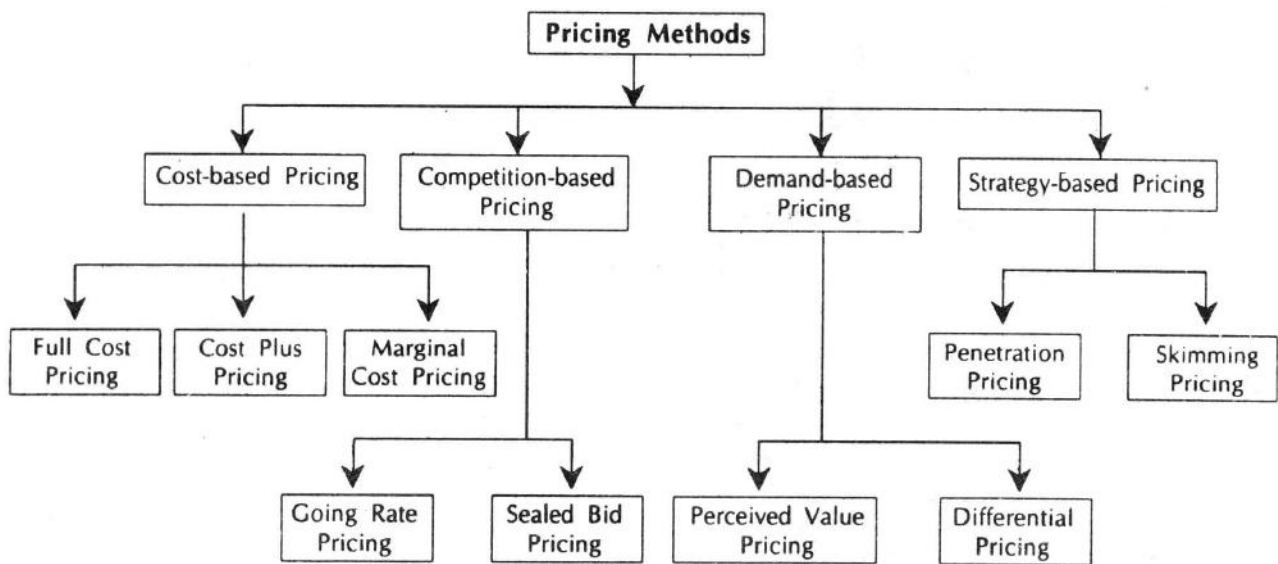 Pricing Methods
Cost-based Pricing
Competition-based
Pricing
Demand-based
Pricing
Strategy-based Pricing
Full Cost
Pricing
Cost Plus
Pricing
Marginal
Cost Pricing
Penetration
Pricing
Skimming
Pricing
Going Rate
Pricing
Sealed Bid
Pricing
Perceived Value
Pricing
Differential
Pricing